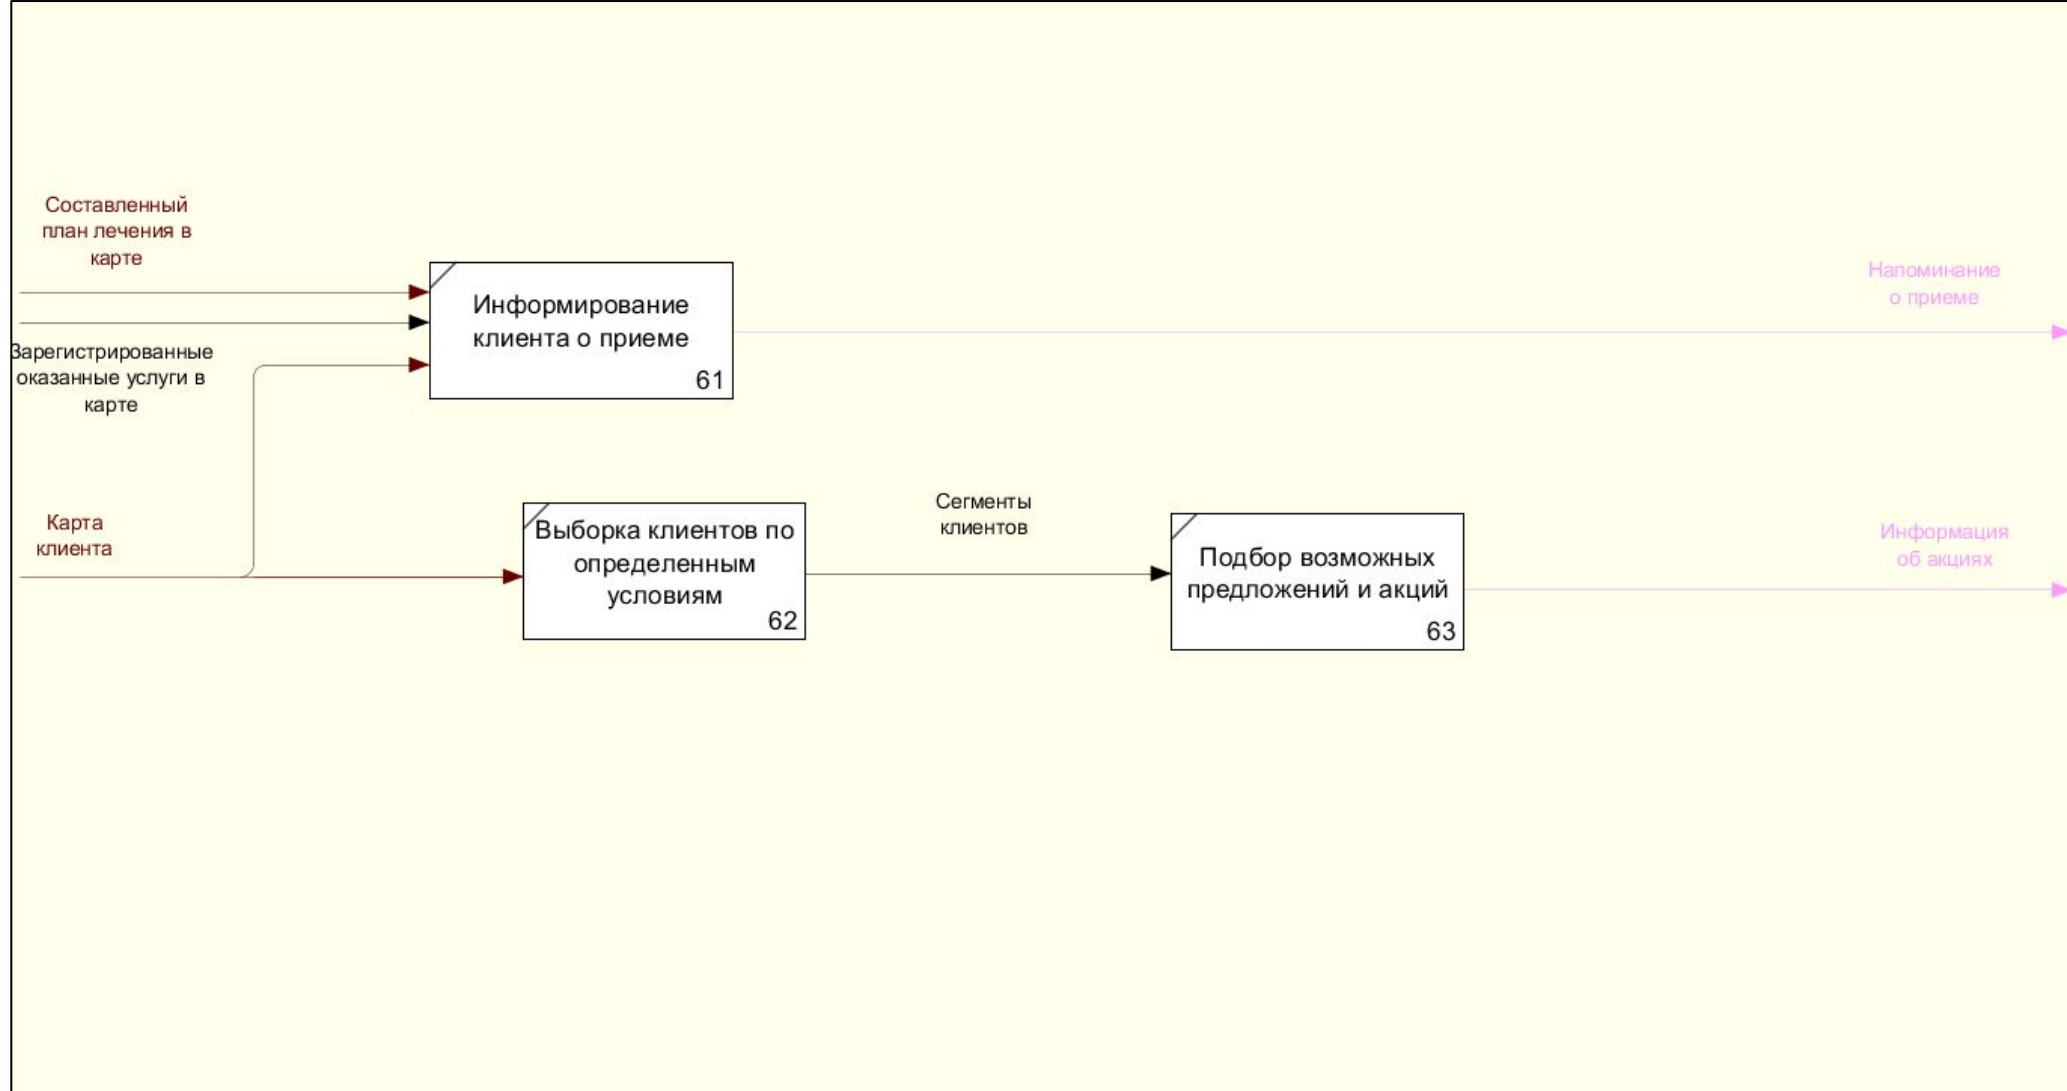 Составленный
план лечения в
карте
Зарегистрированные
оказанные услуги в
карте
Информирование
клиента о приеме
61
Напоминание
о приеме
Карта
клиента
Выборка клиентов по
определенным
условиям
62
Сегменты
клиентов
Подбор возможных
предложений и акций
63
Информация
об акциях